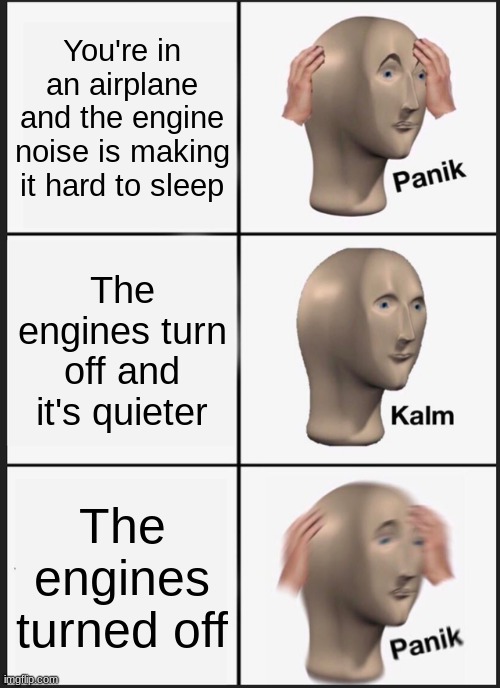 You're in
an airplane
and the engine
noise is making
it hard to sleep
Panik
The
engines turn
off and
it's quieter
Kalm
The
engines
turned off
Panik
imgflip.com